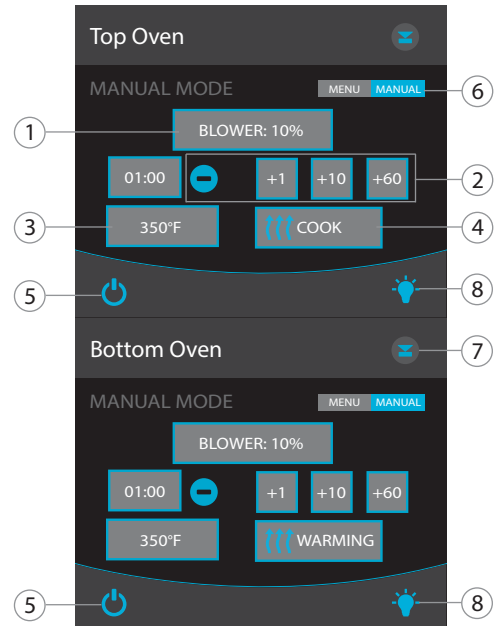 Top Oven
MANUAL MODE MENU MANUAL 6
1 BLOWER: 10%
01:00 +1 +10 +60 2
3 350°F COOK 4
5 8
Bottom Oven 7
MANUAL MODE MENU MANUAL
BLOWER: 10%
01:00 +1 +10 +60
350°F WARMING
5 8